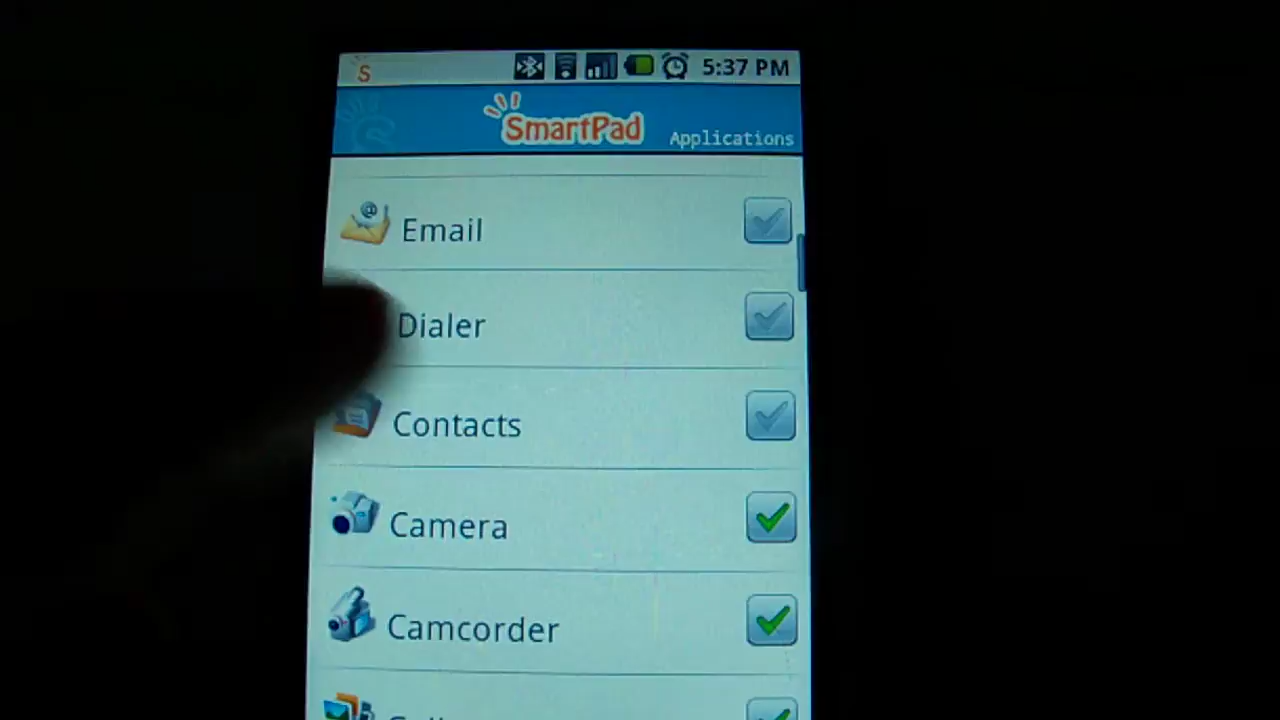 S 5:37 PM
SmartPad Applications
Email
Dialer
Contacts
Camera
Camcorder